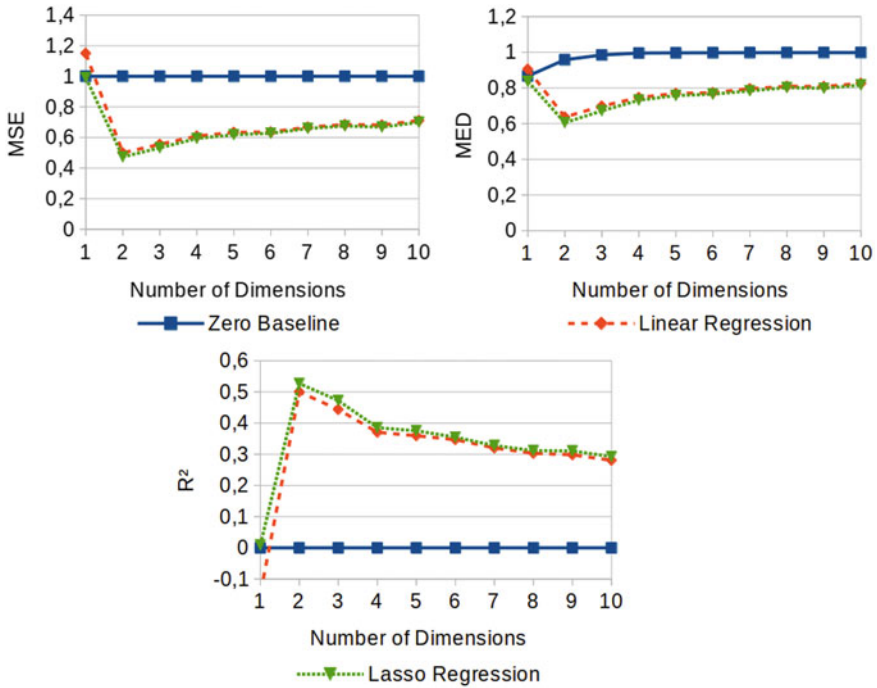 1,4
1,2
1
0,8
0,6
0,4
0,2
0
MSE
1 2 3 4 5 6 7 8 9 10
Number of Dimensions
1,2
1
0,8
0,6
0,4
0,2
0
MED
1 2 3 4 5 6 7 8 9 10
Number of Dimensions
Zero Baseline
Linear Regression
0,6
0,5
0,4
0,3
0,2
0,1
0
-0,1
R²
1 2 3 4 5 6 7 8 9 10
Number of Dimensions
Lasso Regression